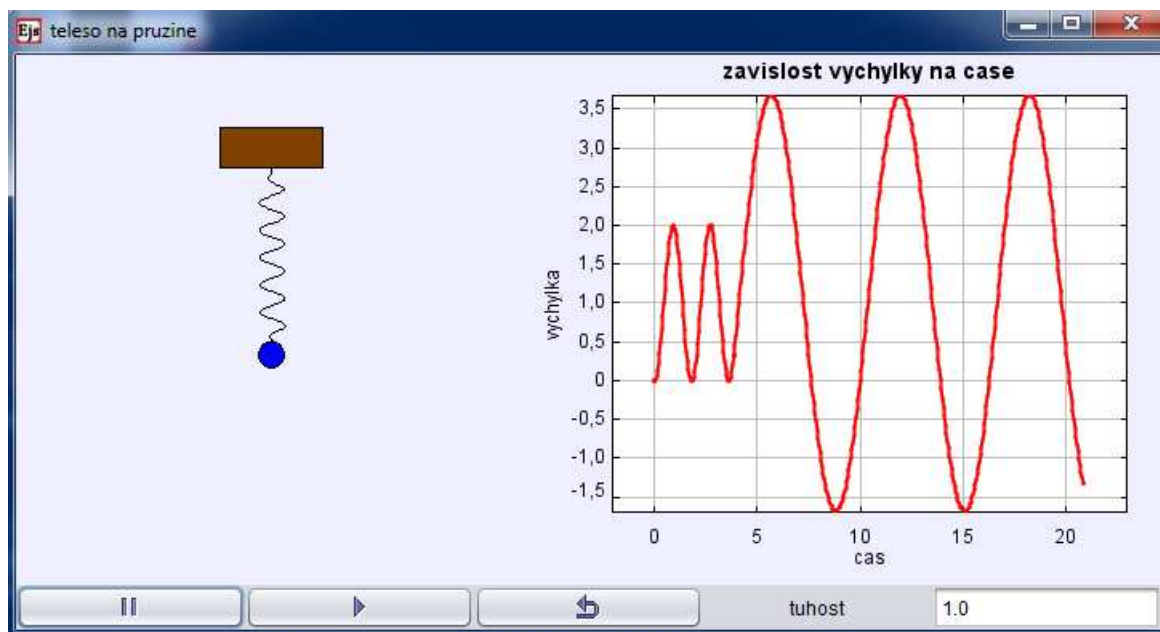 Ejs teleso na pruzine
zavislost vychylky na case
3,5
3,0
2,5
2,0
1,5
1,0
0,5
0
-0,5
-1,0
-1,5
vychylka
0 5 10 15 20
cas
tuhost 1.0